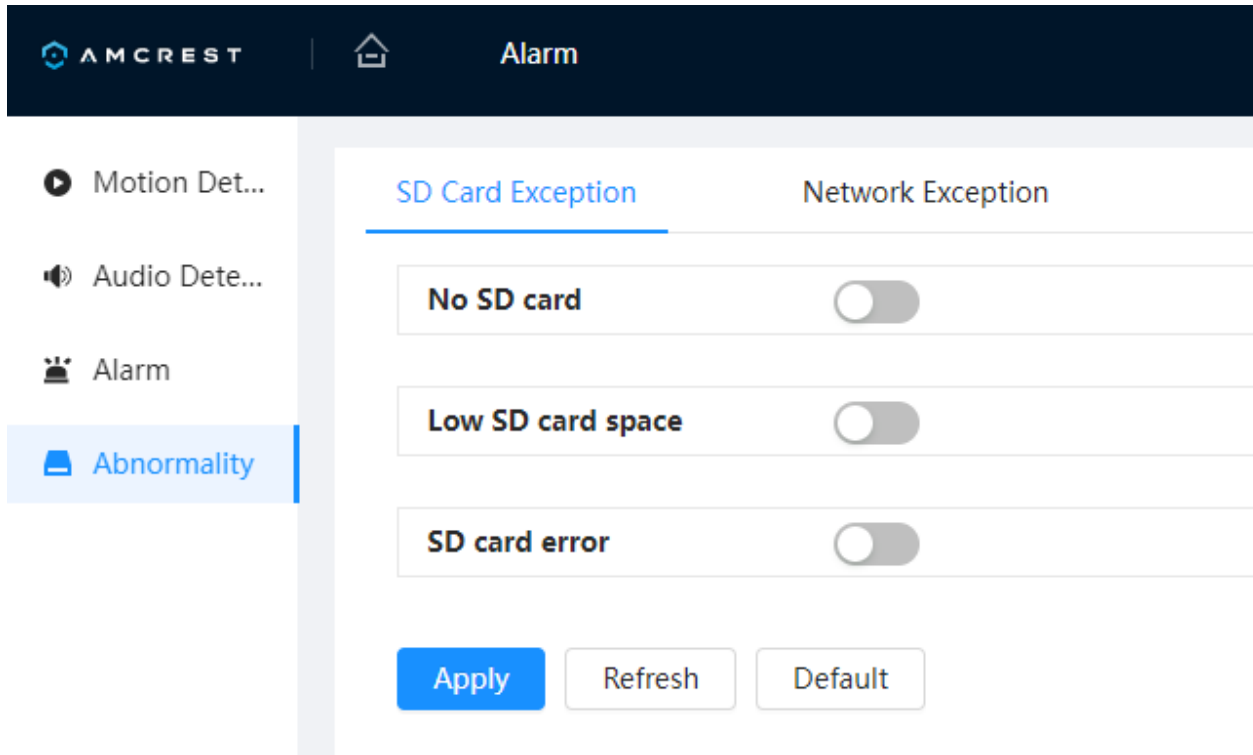 AMCREST
Alarm
Motion Det...
Audio Dete...
Alarm
Abnormality
SD Card Exception
Network Exception
No SD card
Low SD card space
SD card error
Apply
Refresh
Default